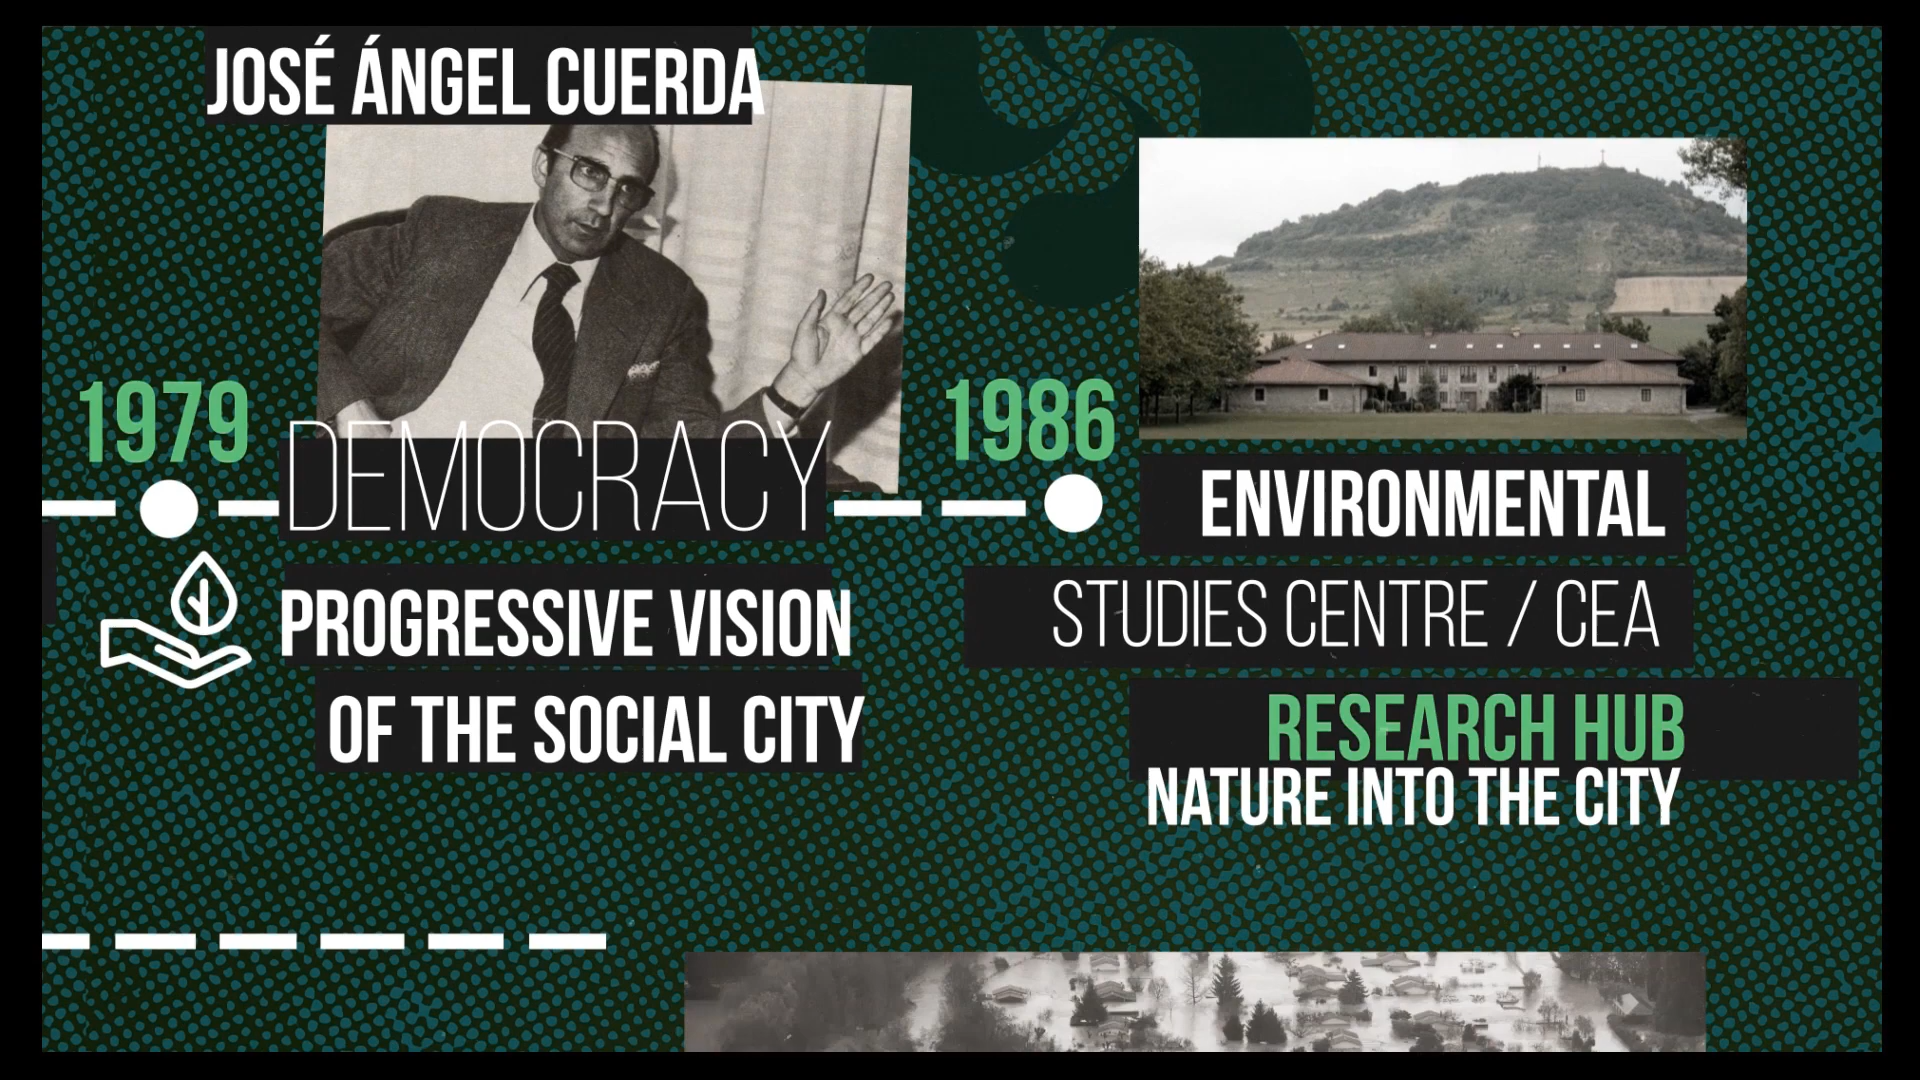 JOSÉ ÁNGEL CUERDA
1979
DEMOCRACY
PROGRESSIVE VISION
OF THE SOCIAL CITY
1986
ENVIRONMENTAL
STUDIES CENTRE / CEA
RESEARCH HUB
NATURE INTO THE CITY